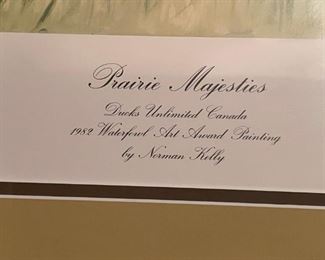 Prairie Majesties
Ducks Unlimited Canada
1982 Waterfowl Art Award Painting
by Norman Kelly